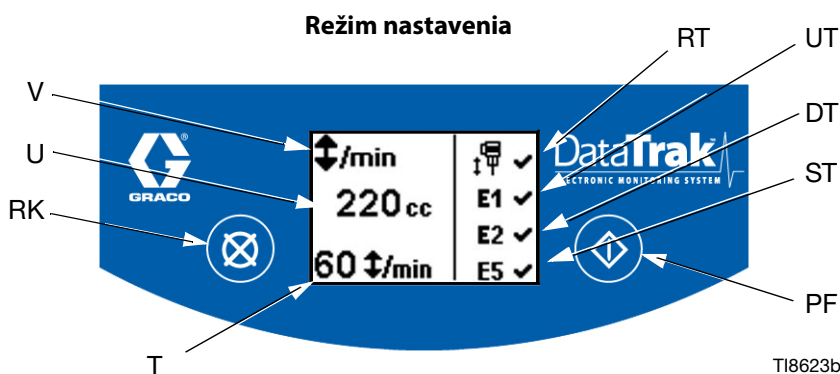 Režim nastavenia
RT
UT
V
DT
U
ST
RK
PF
T
GRACO
®
DataTrak™
ELECTRONIC MONITORING SYSTEM
/min
220 cc
60 /min
E1
E2
E5
TI8623b